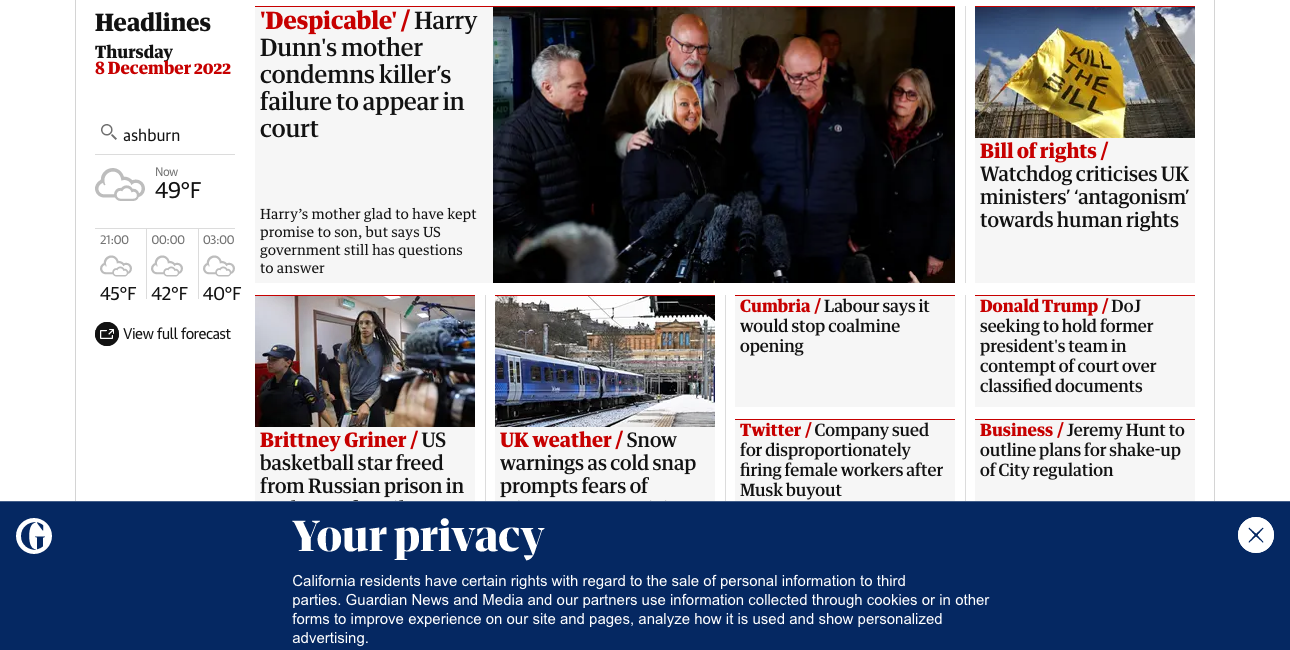 Headlines
Thursday
8 December 2022
ashburn
Now
49°F
21:00
00:00
03:00
45°F
42°F
40°F
View full forecast
'Despicable' / Harry
Dunn's mother
condemns killer’s
failure to appear in
court
Harry’s mother glad to have kept
promise to son, but says US
government still has questions
to answer
KILL
THE
BILL
Bill of rights /
Watchdog criticises UK
ministers’ ‘antagonism’
towards human rights
Brittney Griner / US
basketball star freed
from Russian prison in
UK weather / Snow
warnings as cold snap
prompts fears of
Cumbria / Labour says it
would stop coalmine
opening
Twitter / Company sued
for disproportionately
firing female workers after
Musk buyout
Donald Trump / DoJ
seeking to hold former
president's team in
contempt of court over
classified documents
Business / Jeremy Hunt to
outline plans for shake-up
of City regulation
Your privacy
California residents have certain rights with regard to the sale of personal information to third
parties. Guardian News and Media and our partners use information collected through cookies or in other
forms to improve experience on our site and pages, analyze how it is used and show personalized
advertising.